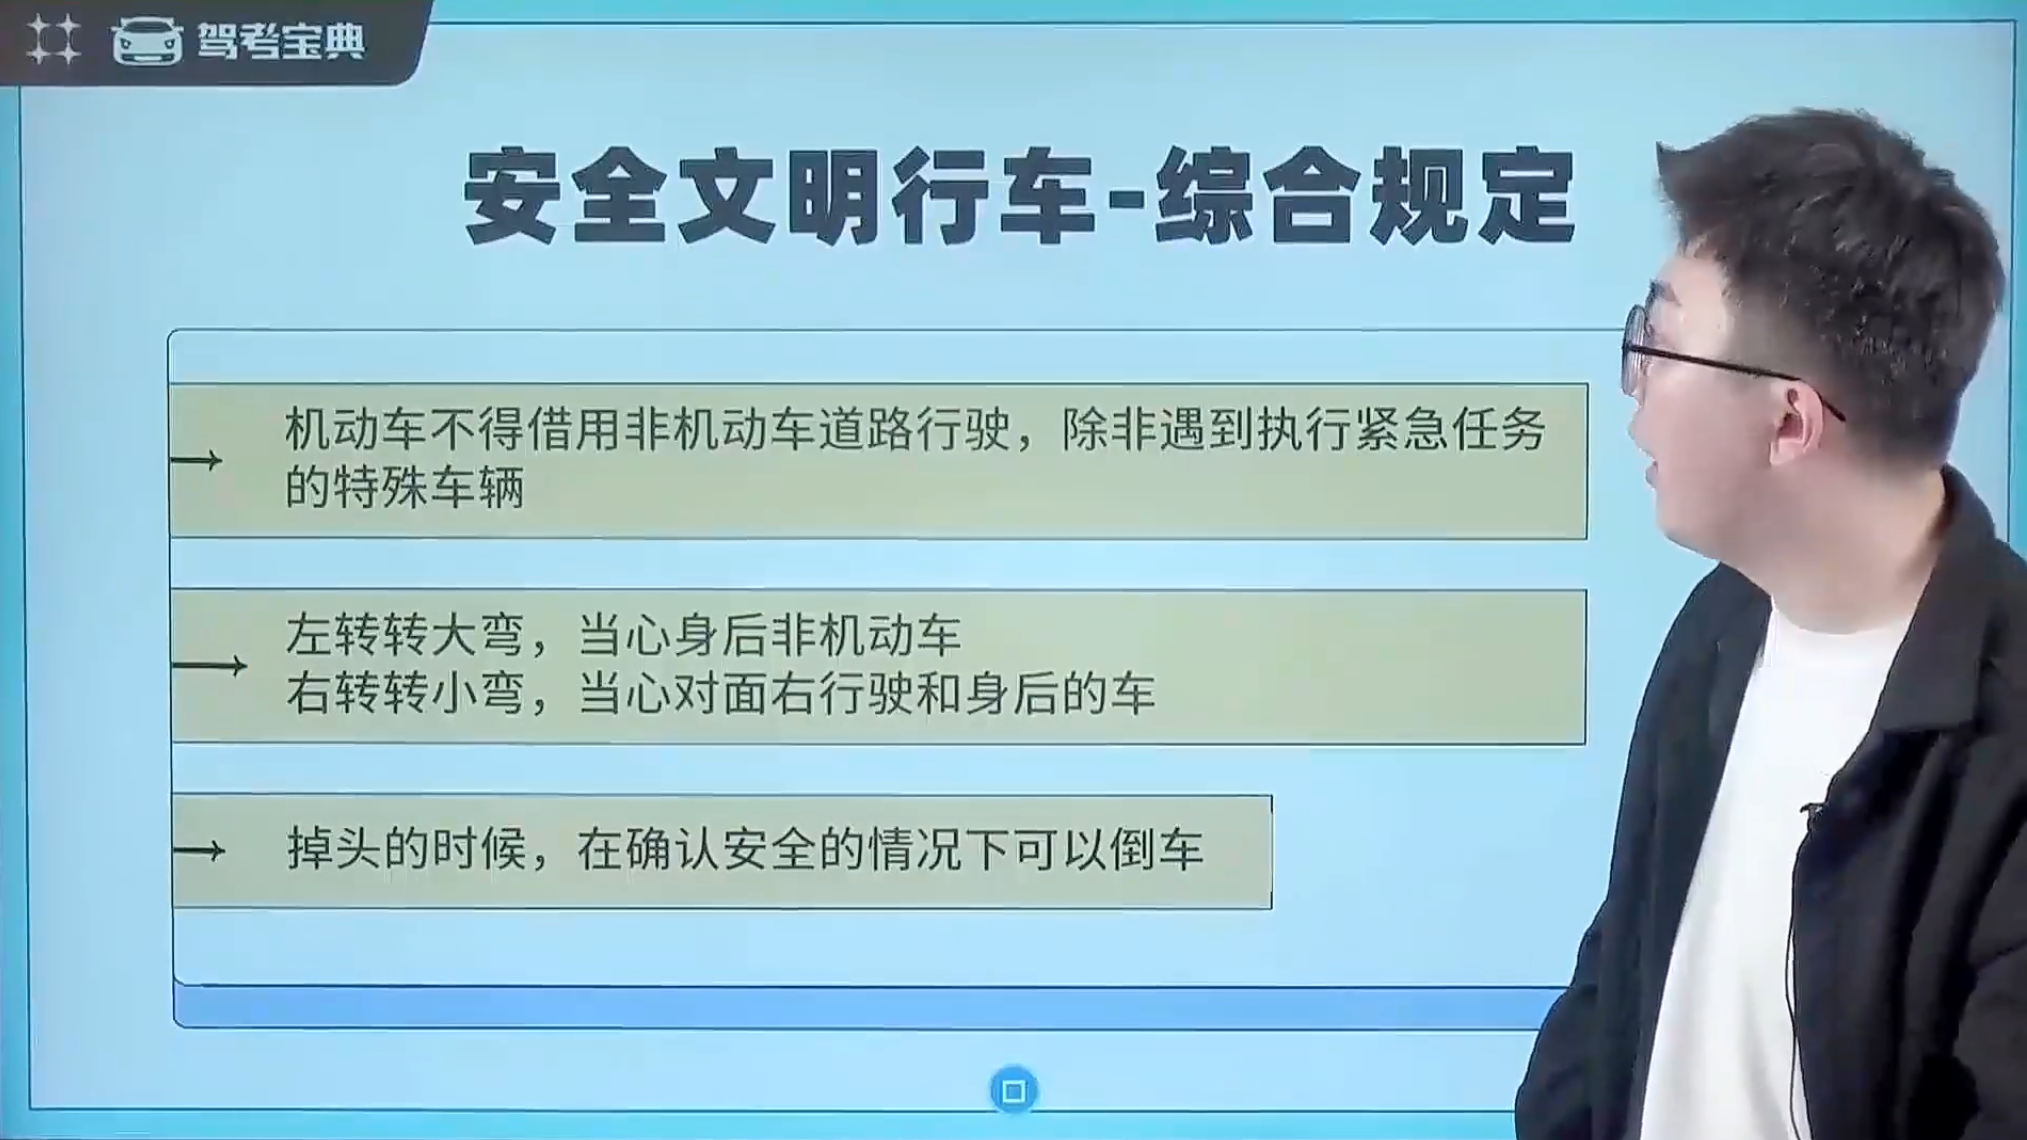 驾考宝典
安全文明行车-综合规定
机动车不得借用非机动车道路行驶，除非遇到执行紧急任务
的特殊车辆
左转转大弯，当心身后非机动车
右转转小弯，当心对面右行驶和身后的车
掉头的时候，在确认安全的情况下可以倒车